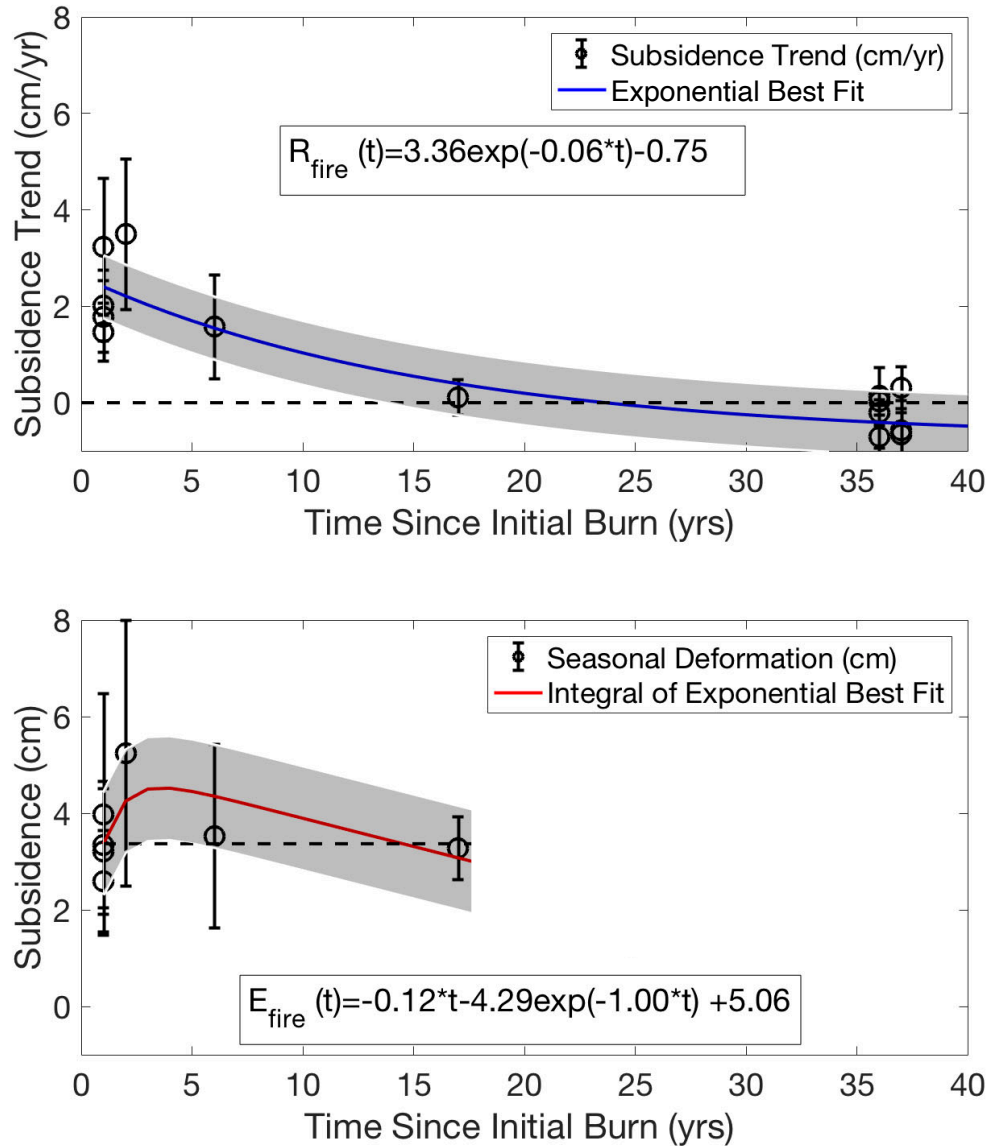 8
6
4
2
0
Subsidence Trend (cm/yr)
Subsidence Trend (cm/yr)
Exponential Best Fit
R_fire (t)=3.36exp(-0.06*t)-0.75
0 5 10 15 20 25 30 35 40
Time Since Initial Burn (yrs)
8
6
4
2
0
Subsidence (cm)
Seasonal Deformation (cm)
Integral of Exponential Best Fit
E_fire (t)=-0.12*t-4.29exp(-1.00*t) +5.06
0 5 10 15 20 25 30 35 40
Time Since Initial Burn (yrs)